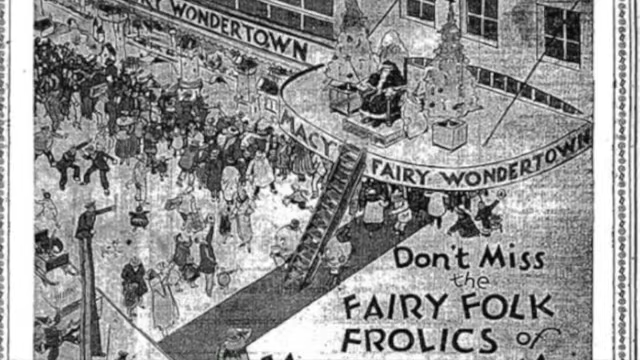 FAIRY WONDERTOWN
MACY FAIRY WONDERTOWN
Don't Miss
the
FAIRY FOLK
FROLICS of